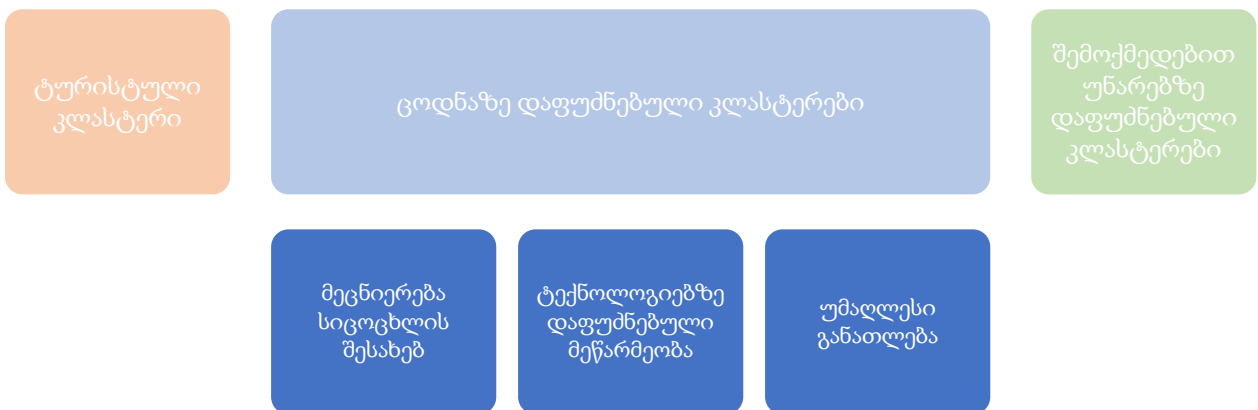 ტურისტული
კლასტერი
ცოდნაზე დაფუძნებული კლასტერები
შემოქმედებით
უნარებზე
დაფუძნებული
კლასტერები
მეცნიერება
სიცოცხლის
შესახებ
ტექნოლოგიებზე
დაფუძნებული
მეწარმეობა
უმაღლესი
განათლება